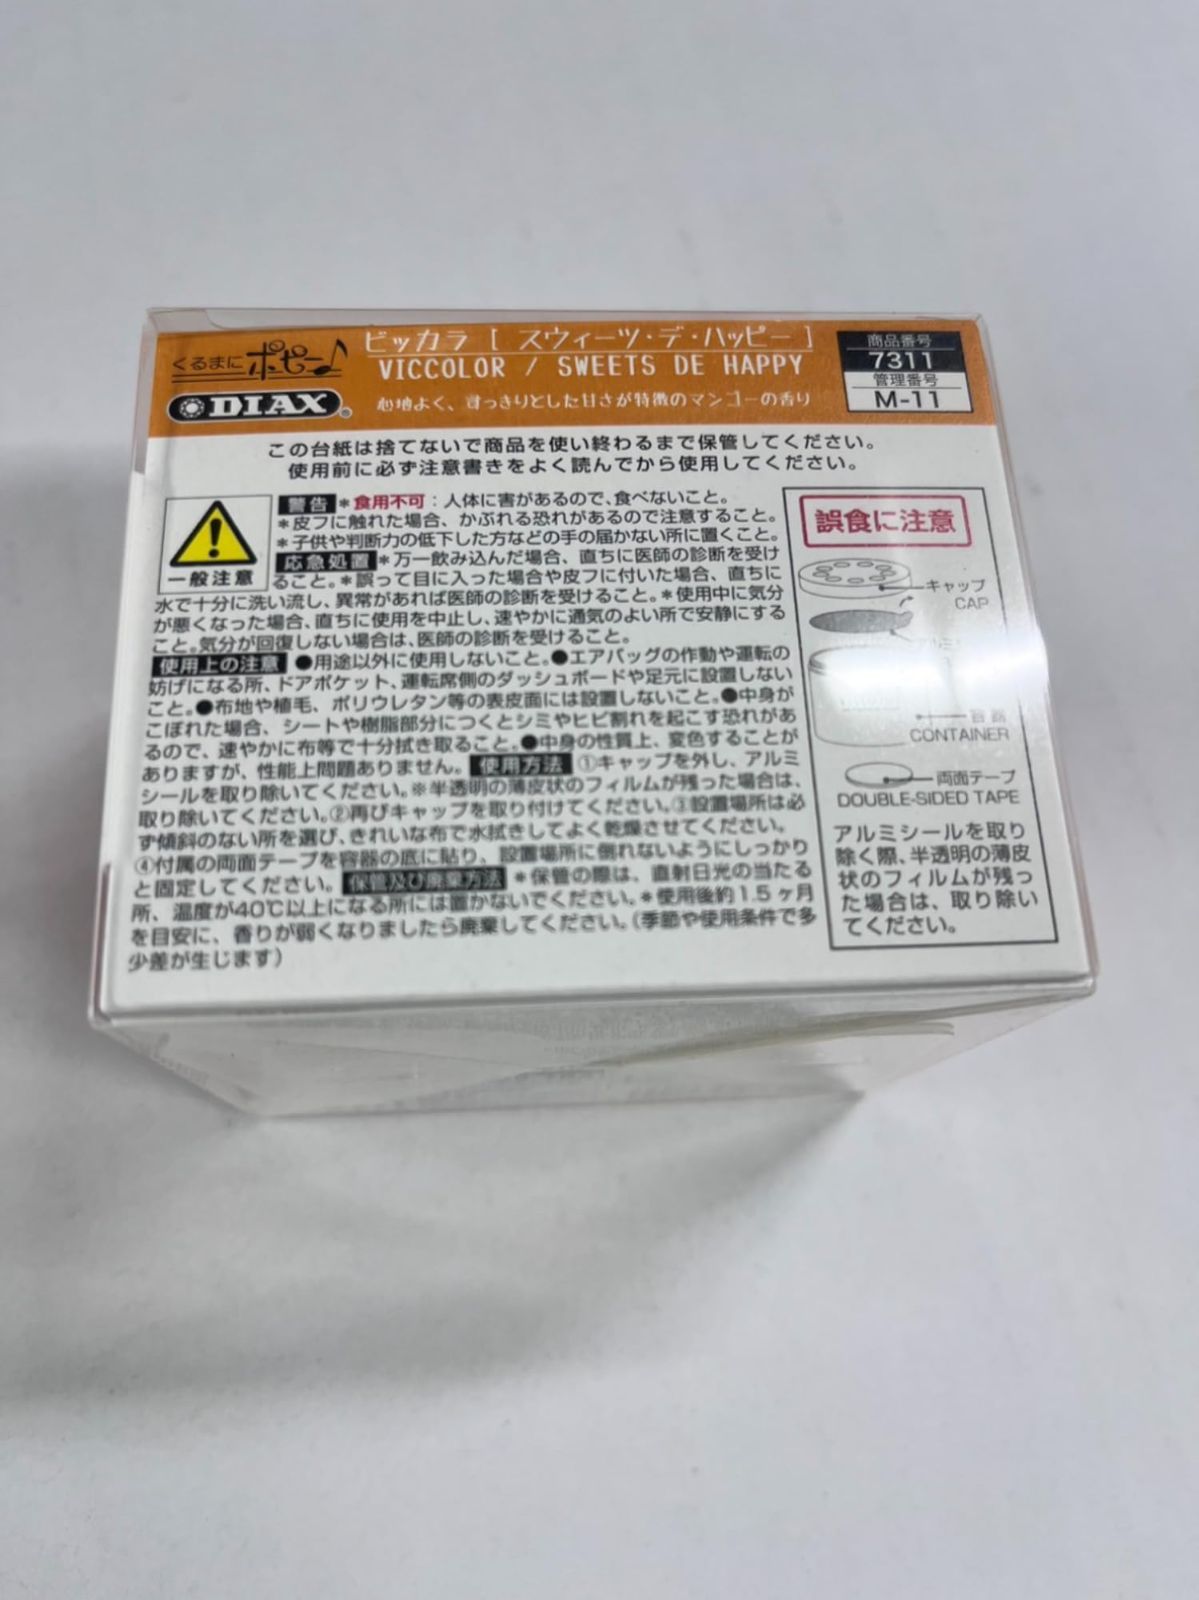 くるまにポピー♪
DIAX®
ビッカラ [ スウィーツ・デ・ハッピー ]
VICCOLOR / SWEETS DE HAPPY
心地よく、すっきりとした甘さが特徴のマンゴーの香り
商品番号
7311
管理番号
M-11
この台紙は捨てないで商品を使い終わるまで保管してください。
使用前に必ず注意書きをよく読んでから使用してください。
一般注意
警告 *食用不可:人体に害があるので、食べないこと。
*皮フに触れた場合、かぶれる恐れがあるので注意すること。
*子供や判断力の低下した方などの手の届かない所に置くこと。
応急処置 *万一飲み込んだ場合、直ちに医師の診断を受け
ること。*誤って目に入った場合や皮フに付いた場合、直ちに
水で十分に洗い流し、異常があれば医師の診断を受けること。*使用中に気分
が悪くなった場合、直ちに使用を中止し、速やかに通気のよい所で安静にする
こと。気分が回復しない場合は、医師の診断を受けること。
使用上の注意 ●用途以外に使用しないこと。●エアバッグの作動や運転の
妨げになる所、ドアポケット、運転席側のダッシュボードや足元に設置しない
こと。●布地や植毛、ポリウレタン等の表皮面には設置しないこと。●中身が
こぼれた場合、シートや樹脂部分につくとシミやヒビ割れを起こす恐れがあ
るので、速やかに布等で十分拭き取ること。●中身の性質上、変色することが
ありますが、性能上問題ありません。 使用方法 ①キャップを外し、アルミ
シールを取り除いてください。※半透明の薄皮状のフィルムが残った場合は、
取り除いてください。②再びキャップを取り付けてください。③設置場所は必
ず傾斜のない所を選び、きれいな布で水拭きしてよく乾燥させてください。
④付属の両面テープを容器の底に貼り、設置場所に倒れないようにしっかり
と固定してください。 保管及び廃棄方法 *保管の際は、直射日光の当たる
所、温度が40℃以上になる所には置かないでください。*使用後約1.5ヶ月
を目安に、香りが弱くなりましたら廃棄してください。(季節や使用条件で多
少差が生じます)
誤食に注意
キャップ
CAP
容器
CONTAINER
両面テープ
DOUBLE-SIDED TAPE
アルミシールを取り
除く際、半透明の薄皮
状のフィルムが残っ
た場合は、取り除い
てください。